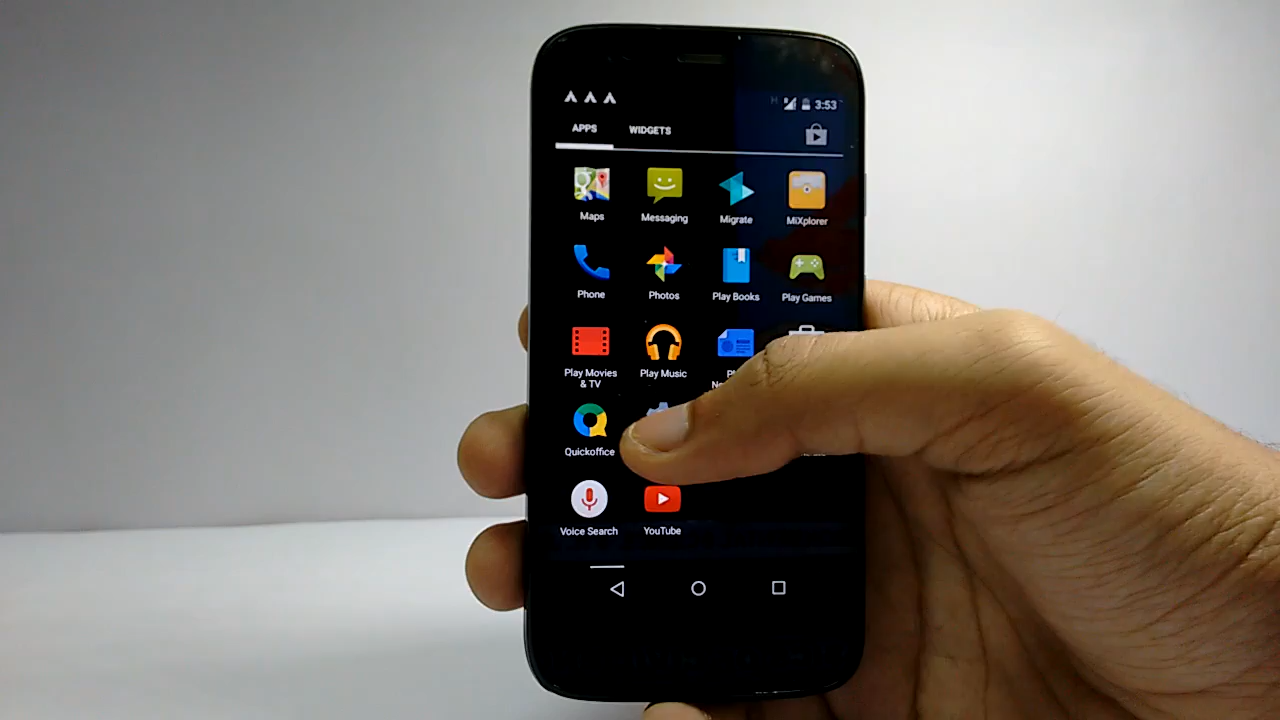 3:53
APPS WIDGETS
Maps Messaging Migrate MiXplorer
Phone Photos Play Books Play Games
Play Movies
& TV
Play Music
Quickoffice
Voice Search YouTube